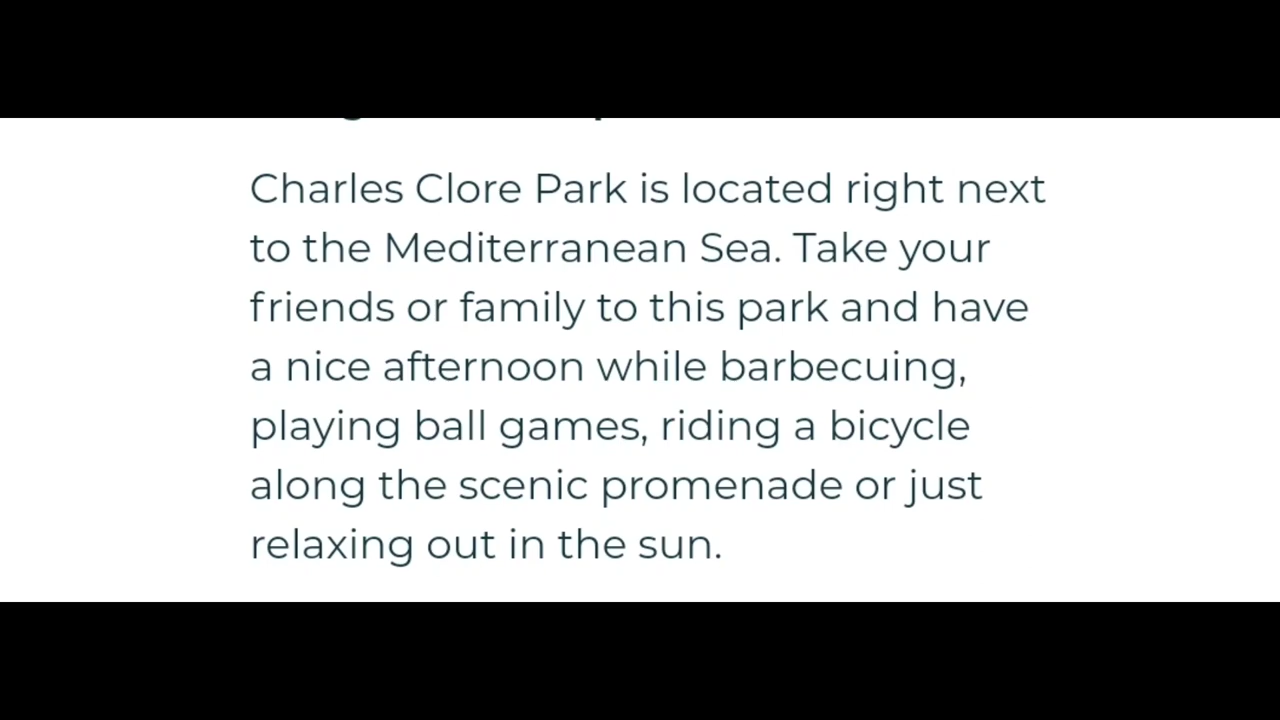 Charles Clore Park is located right next
to the Mediterranean Sea. Take your
friends or family to this park and have
a nice afternoon while barbecuing,
playing ball games, riding a bicycle
along the scenic promenade or just
relaxing out in the sun.